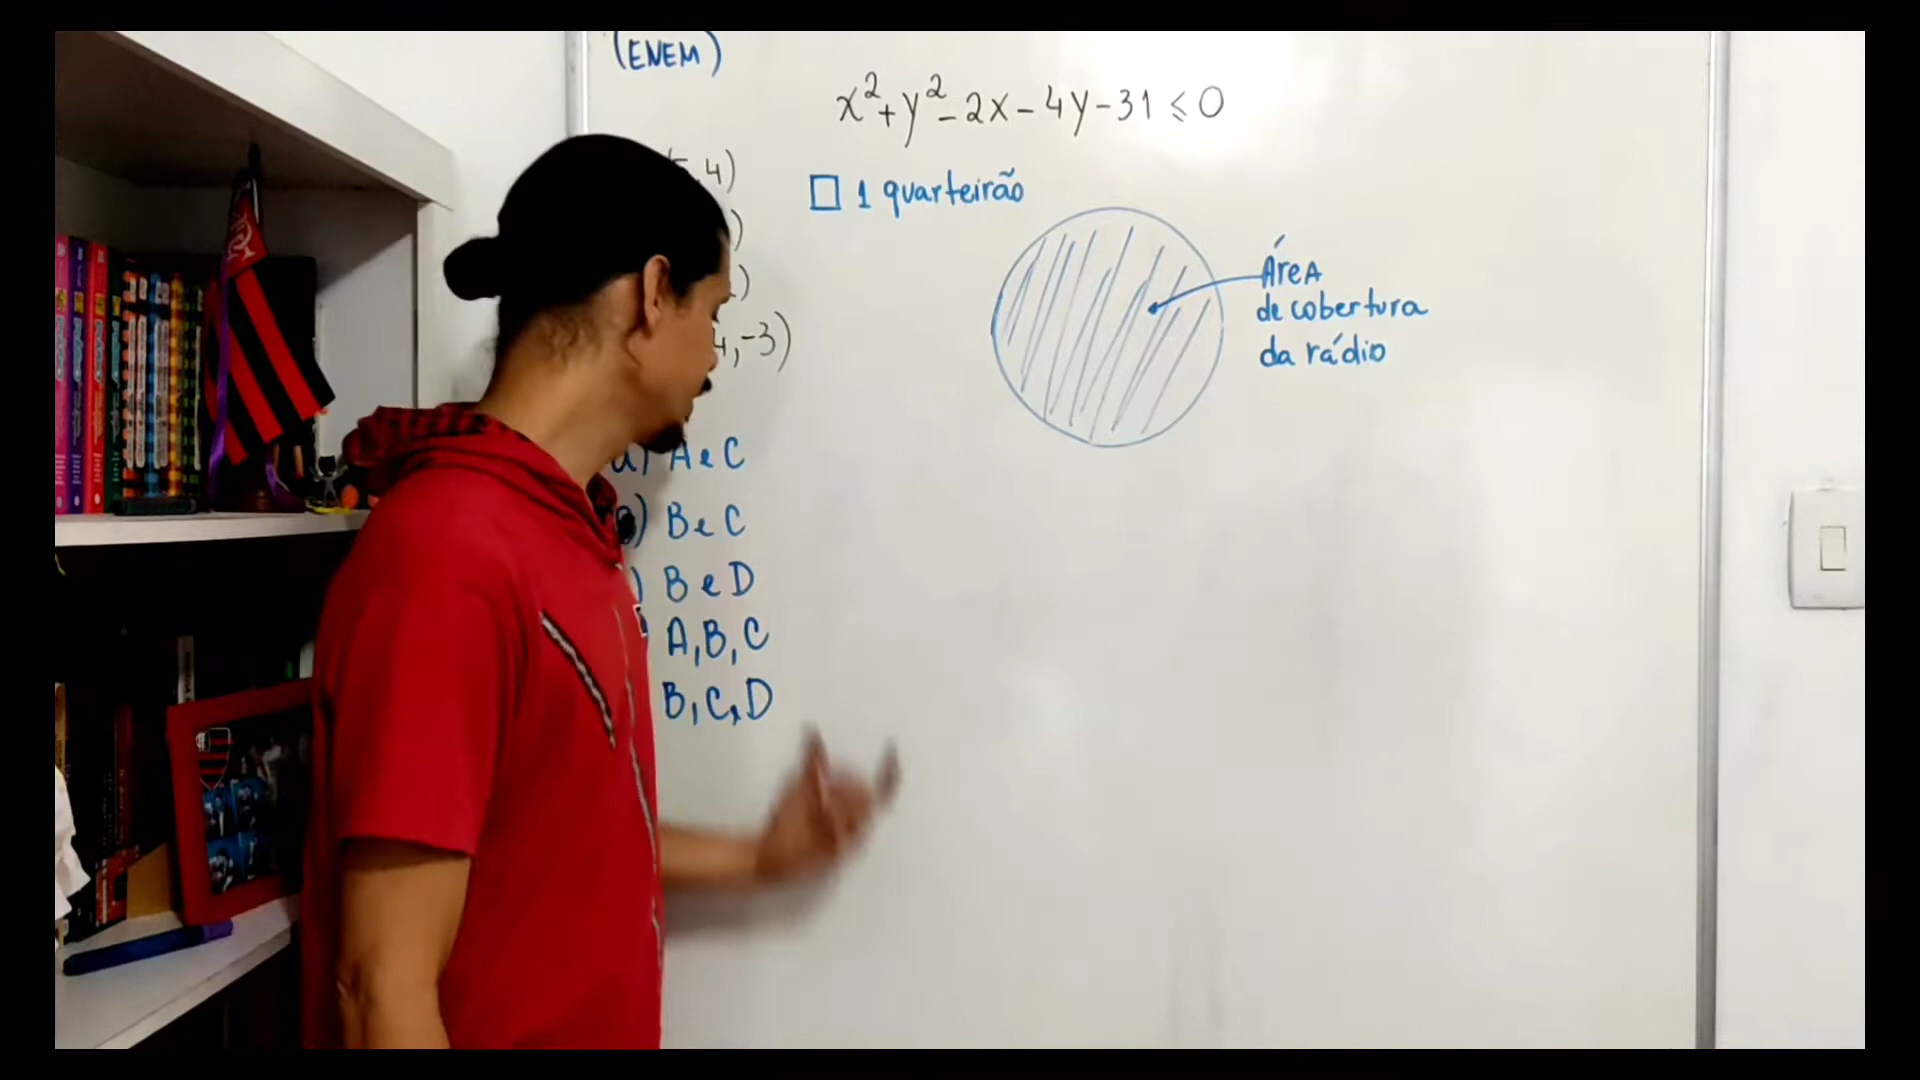 (ENEM)
x²+y²-2x-4y-31 ≤ 0
,4)
□ 1 quarteirão
)
)
4,-3)
Área
de cobertura
da rádio
a) A e C
) B e C
) B e D
A, B, C
B, C, D